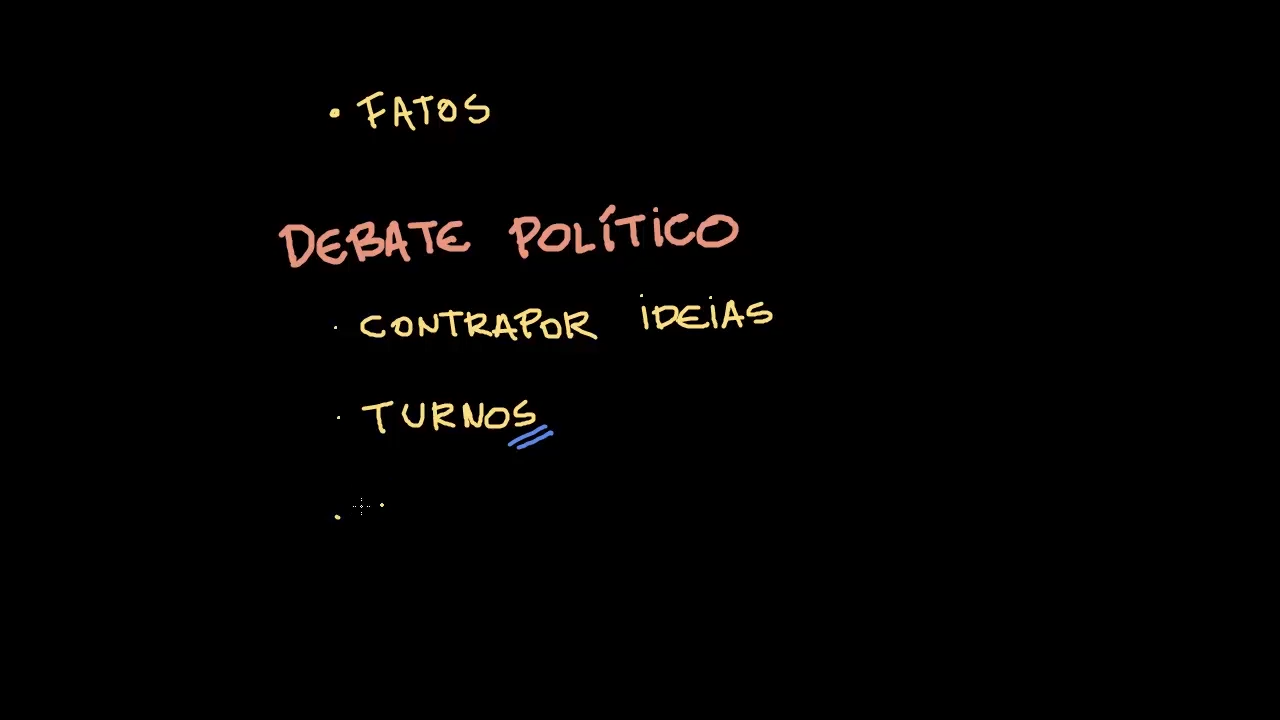 • FATOS
DEBATE POLÍTICO
· CONTRAPOR IDEIAS
· TURNOS
·